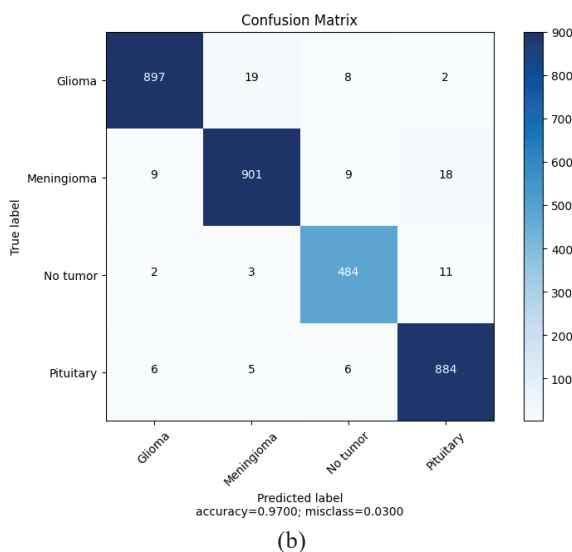 Confusion Matrix
Glioma 897 19 8 2
Meningioma 9 901 9 18
No tumor 2 3 484 11
Pituitary 6 5 6 884
True label
Glioma Meningioma No tumor Pituitary
Predicted label
accuracy=0.9700; misclass=0.0300
900
800
700
600
500
400
300
200
100
(b)